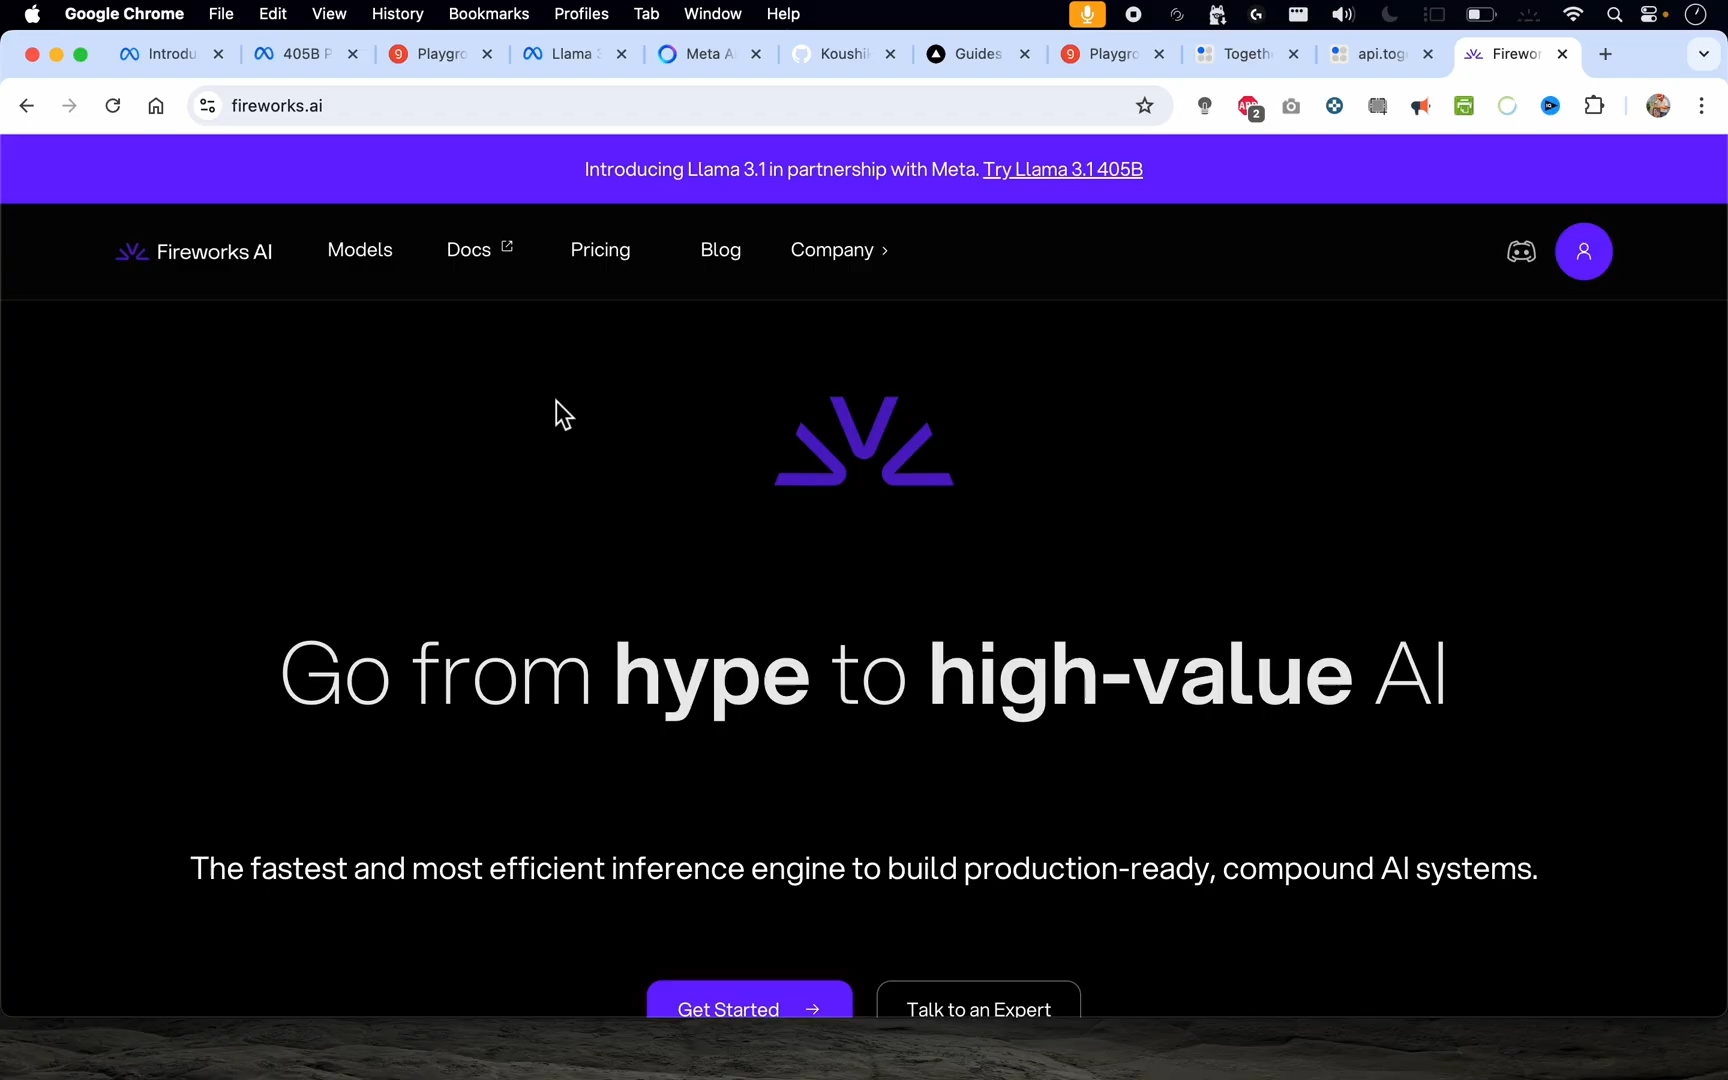 Google Chrome File Edit View History Bookmarks Profiles Tab Window Help
Introdu 405B P Playgro Llama 3 Meta A Koushik Guides Playgro Togeth api.tog Firewor
fireworks.ai
2
Introducing Llama 3.1 in partnership with Meta. Try Llama 3.1 405B
Fireworks AI Models Docs Pricing Blog Company
Go from hype to high-value AI
The fastest and most efficient inference engine to build production-ready, compound AI systems.
Get Started → Talk to an Expert